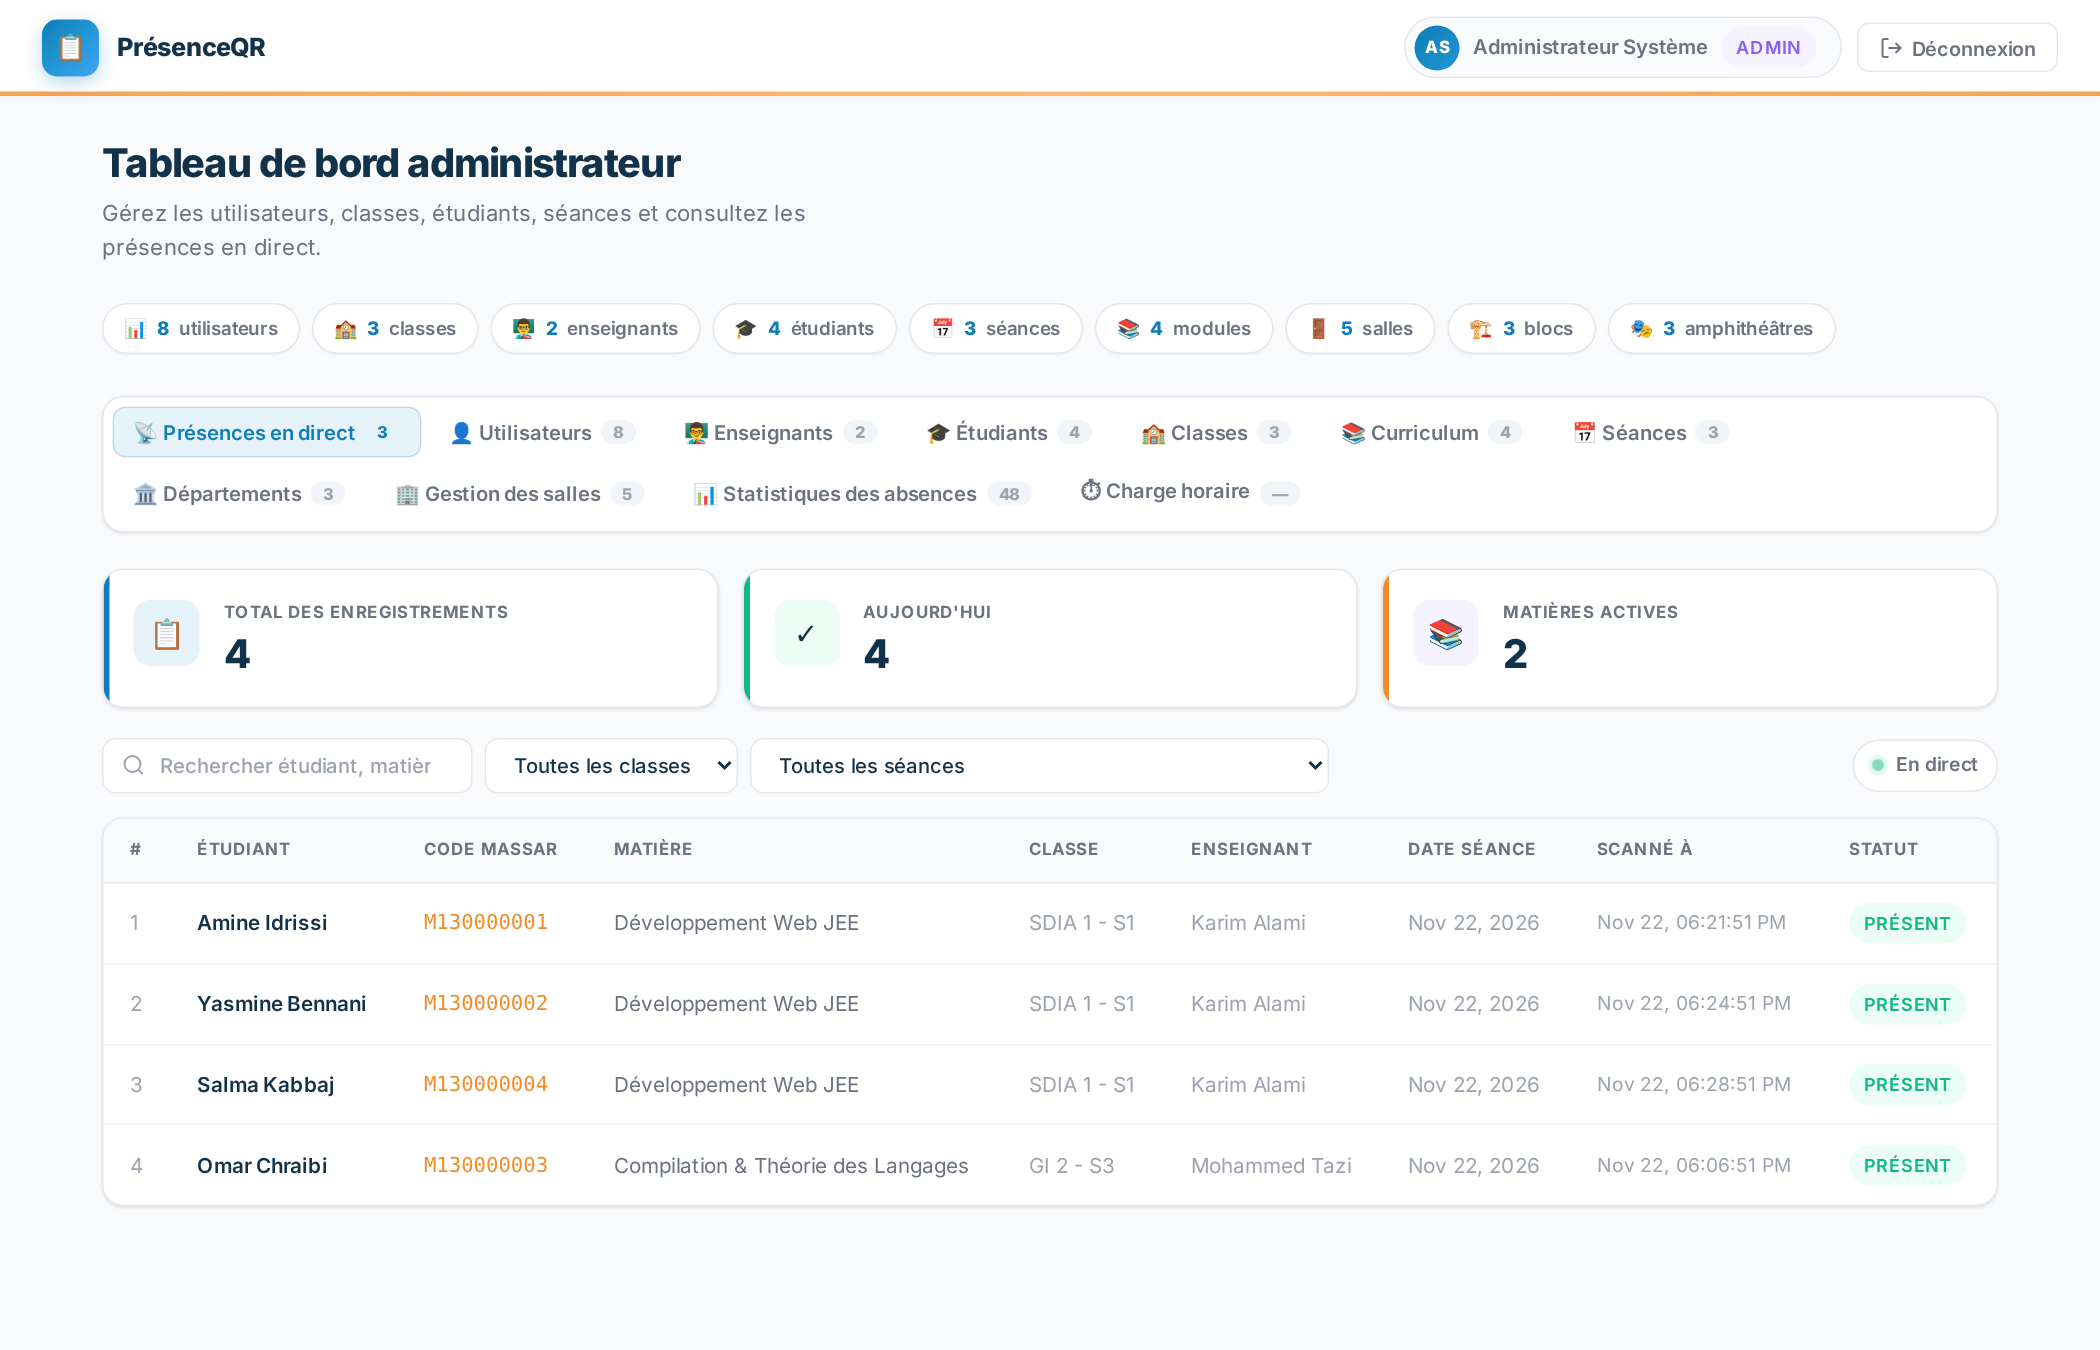 PrésenceQR
AS Administrateur Système ADMIN
Déconnexion
Tableau de bord administrateur
Gérez les utilisateurs, classes, étudiants, séances et consultez les
présences en direct.
8 utilisateurs
3 classes
2 enseignants
4 étudiants
3 séances
4 modules
5 salles
3 blocs
3 amphithéâtres
Présences en direct 3
Utilisateurs 8
Enseignants 2
Étudiants 4
Classes 3
Curriculum 4
Séances 3
Départements 3
Gestion des salles 5
Statistiques des absences 48
Charge horaire —
TOTAL DES ENREGISTREMENTS
4
AUJOURD'HUI
4
MATIÈRES ACTIVES
2
Rechercher étudiant, matièr
Toutes les classes
Toutes les séances
En direct
# ÉTUDIANT CODE MASSAR MATIÈRE CLASSE ENSEIGNANT DATE SÉANCE SCANNÉ À STATUT
1 Amine Idrissi M130000001 Développement Web JEE SDIA 1 - S1 Karim Alami Nov 22, 2026 Nov 22, 06:21:51 PM PRÉSENT
2 Yasmine Bennani M130000002 Développement Web JEE SDIA 1 - S1 Karim Alami Nov 22, 2026 Nov 22, 06:24:51 PM PRÉSENT
3 Salma Kabbaj M130000004 Développement Web JEE SDIA 1 - S1 Karim Alami Nov 22, 2026 Nov 22, 06:28:51 PM PRÉSENT
4 Omar Chraibi M130000003 Compilation & Théorie des Langages GI 2 - S3 Mohammed Tazi Nov 22, 2026 Nov 22, 06:06:51 PM PRÉSENT